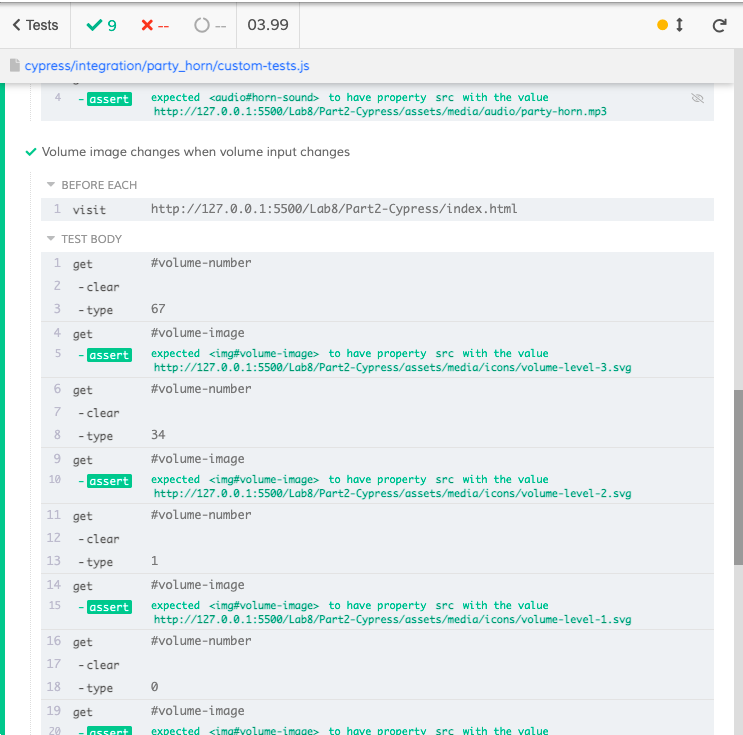 Tests 9 -- -- 03.99
cypress/integration/party_horn/custom-tests.js
4 - assert expected <audio#horn-sound> to have property src with the value
http://127.0.0.1:5500/Lab8/Part2-Cypress/assets/media/audio/party-horn.mp3
Volume image changes when volume input changes
BEFORE EACH
1 visit http://127.0.0.1:5500/Lab8/Part2-Cypress/index.html
TEST BODY
1 get #volume-number
2 - clear
3 - type 67
4 get #volume-image
5 - assert expected <img#volume-image> to have property src with the value
http://127.0.0.1:5500/Lab8/Part2-Cypress/assets/media/icons/volume-level-3.svg
6 get #volume-number
7 - clear
8 - type 34
9 get #volume-image
10 - assert expected <img#volume-image> to have property src with the value
http://127.0.0.1:5500/Lab8/Part2-Cypress/assets/media/icons/volume-level-2.svg
11 get #volume-number
12 - clear
13 - type 1
14 get #volume-image
15 - assert expected <img#volume-image> to have property src with the value
http://127.0.0.1:5500/Lab8/Part2-Cypress/assets/media/icons/volume-level-1.svg
16 get #volume-number
17 - clear
18 - type 0
19 get #volume-image
20 - assert expected <img#volume-image> to have property src with the value